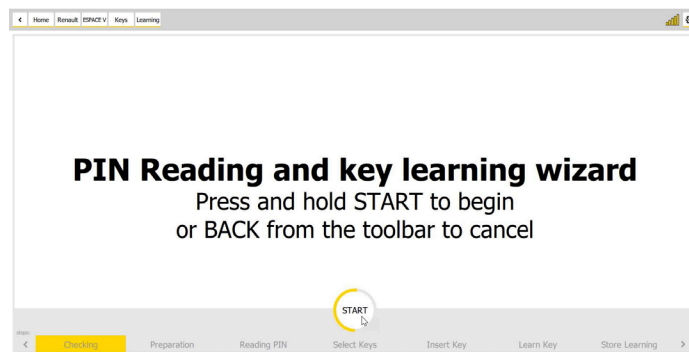 Home Renault ESPACE V Keys Learning
PIN Reading and key learning wizard
Press and hold START to begin
or BACK from the toolbar to cancel
START
steps:
Checking Preparation Reading PIN Select Keys Insert Key Learn Key Store Learning